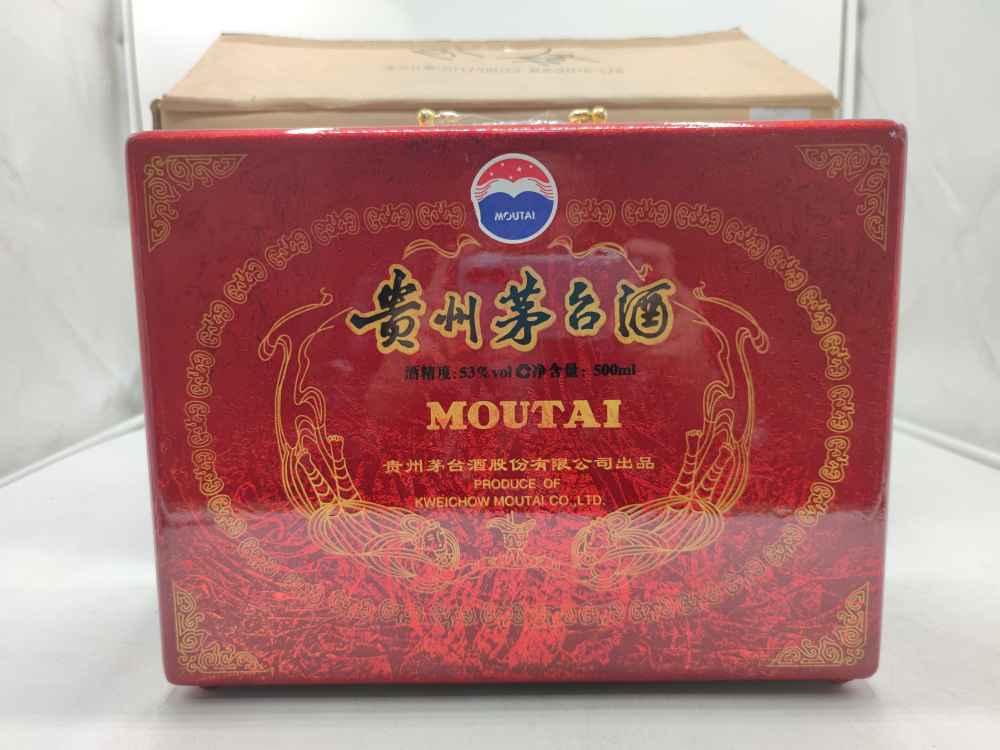 MOUTAI
贵州茅台酒
酒精度:53%vol 净含量:500ml
MOUTAI
贵州茅台酒股份有限公司出品
PRODUCE OF
KWEICHOW MOUTAI CO.,LTD.